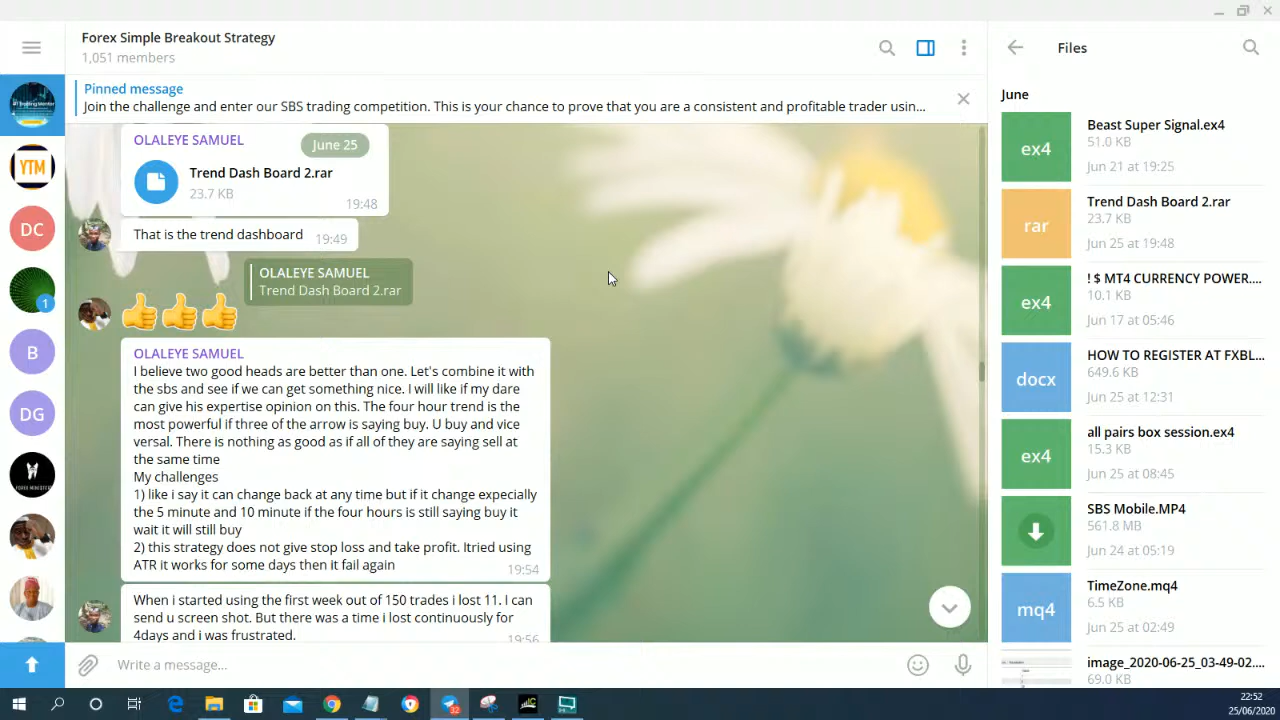 Forex Simple Breakout Strategy
1,051 members
Pinned message
Join the challenge and enter our SBS trading competition. This is your chance to prove that you are a consistent and profitable trader usin...
YTM
DC
1
B
DG
OLALEYE SAMUEL
June 25
Trend Dash Board 2.rar
23.7 KB
19:48
That is the trend dashboard
19:49
OLALEYE SAMUEL
Trend Dash Board 2.rar
OLALEYE SAMUEL
I believe two good heads are better than one. Let's combine it with
the sbs and see if we can get something nice. I will like if my dare
can give his expertise opinion on this. The four hour trend is the
most powerful if three of the arrow is saying buy. U buy and vice
versal. There is nothing as good as if all of they are saying sell at
the same time
My challenges
1) like i say it can change back at any time but if it change expecially
the 5 minute and 10 minute if the four hours is still saying buy it
wait it will still buy
2) this strategy does not give stop loss and take profit. Itried using
ATR it works for some days then it fail again
19:54
When i started using the first week out of 150 trades i lost 11. I can
send u screen shot. But there was a time i lost continuously for
4days and i was frustrated.
19:56
Write a message...
Files
June
ex4
Beast Super Signal.ex4
51.0 KB
Jun 21 at 19:25
rar
Trend Dash Board 2.rar
23.7 KB
Jun 25 at 19:48
ex4
! $ MT4 CURRENCY POWER....
10.1 KB
Jun 17 at 05:46
docx
HOW TO REGISTER AT FXBL...
649.6 KB
Jun 25 at 12:31
ex4
all pairs box session.ex4
15.3 KB
Jun 25 at 08:45
SBS Mobile.MP4
561.8 MB
Jun 24 at 05:19
mq4
TimeZone.mq4
6.5 KB
Jun 25 at 02:49
image_2020-06-25_03-49-02....
69.0 KB
32
22:52
25/06/2020